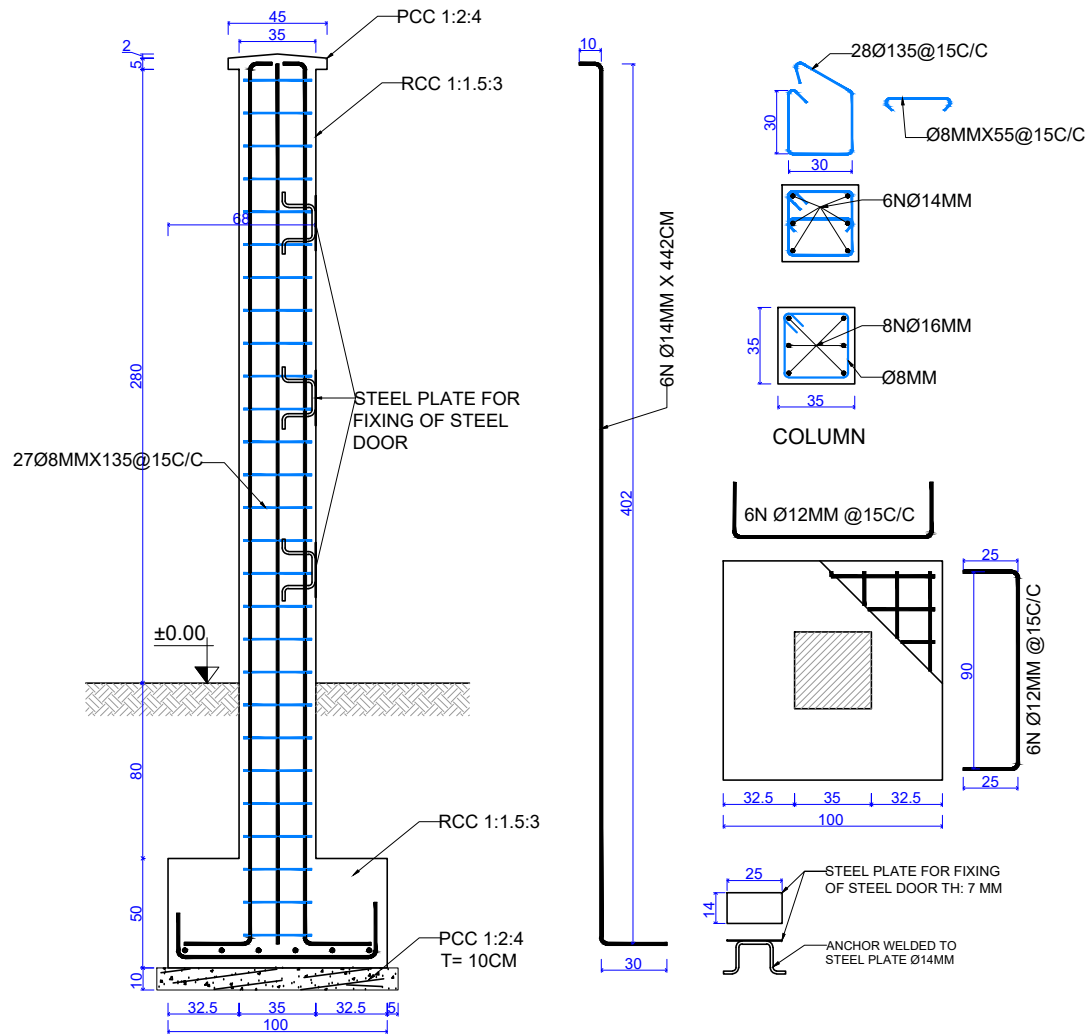 45
PCC 1:2:4
35
2
5
RCC 1:1.5:3
68
280
STEEL PLATE FOR
FIXING OF STEEL
DOOR
27Ø8MMX135@15C/C
±0.00
80
RCC 1:1.5:3
50
PCC 1:2:4
T= 10CM
10
32.5
35
32.5
5
100
10
6N Ø14MM X 442CM
402
30
28Ø135@15C/C
30
30
Ø8MMX55@15C/C
6NØ14MM
8NØ16MM
35
Ø8MM
35
COLUMN
6N Ø12MM @15C/C
25
90
6N Ø12MM @15C/C
25
32.5
35
32.5
100
25
14
STEEL PLATE FOR FIXING
OF STEEL DOOR TH: 7 MM
ANCHOR WELDED TO
STEEL PLATE Ø14MM